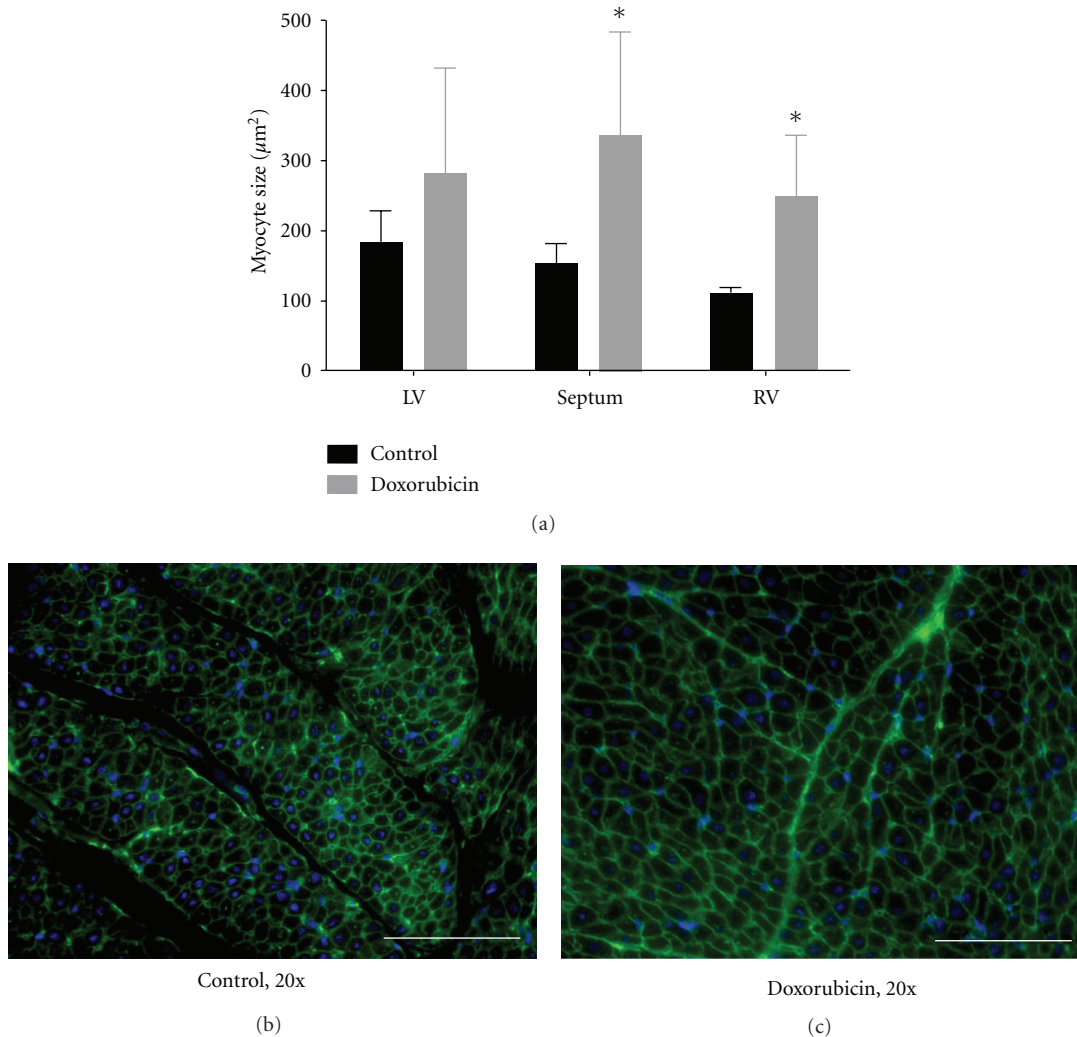 500
400
300
200
100
0
Myocyte size (μm²)
*
*
LV Septum RV
Control
Doxorubicin
(a)
Control, 20x
(b)
Doxorubicin, 20x
(c)